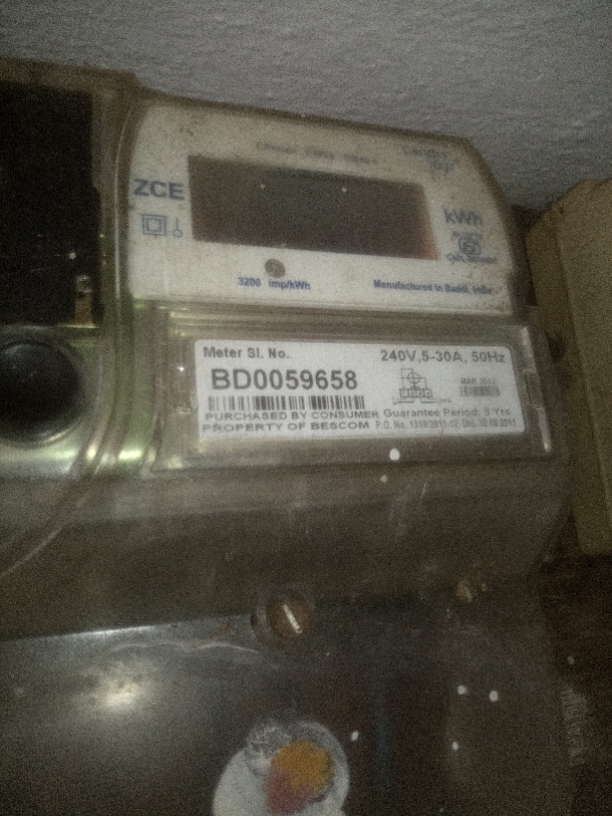 ZCE
kWh
3200 imp/kWh
Manufactured in Baddi, India
Meter Sl. No.
240V,5-30A, 50Hz
BD0059658
PURCHASED BY CONSUMER
Guarantee Period: 5 Yrs
PROPERTY OF BESCOM